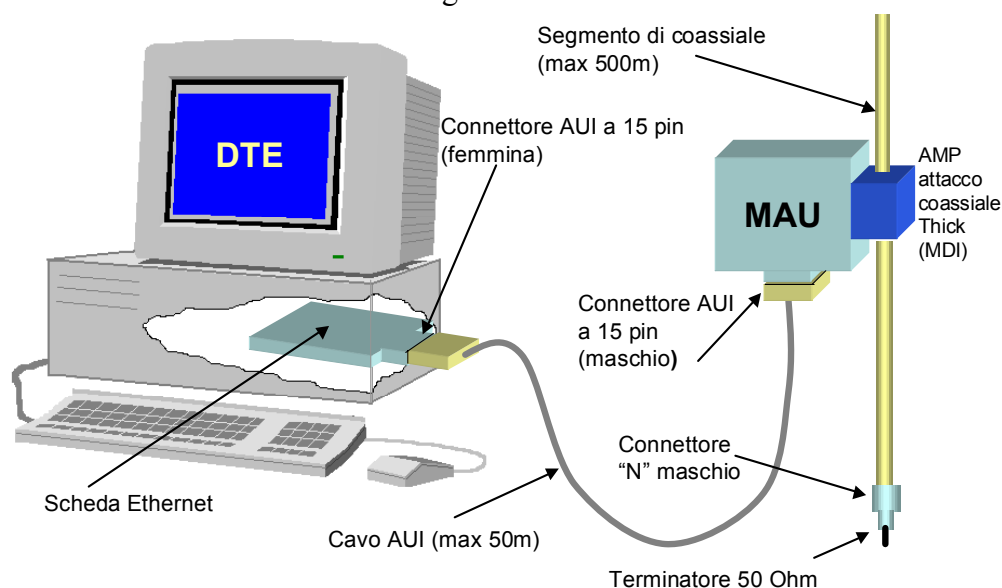 Segmento di coassiale
(max 500m)
Connettore AUI a 15 pin
(femmina)
DTE
AMP
attacco
coassiale
Thick
(MDI)
MAU
Connettore AUI
a 15 pin
(maschio)
Connettore
“N” maschio
Scheda Ethernet
Cavo AUI (max 50m)
Terminatore 50 Ohm